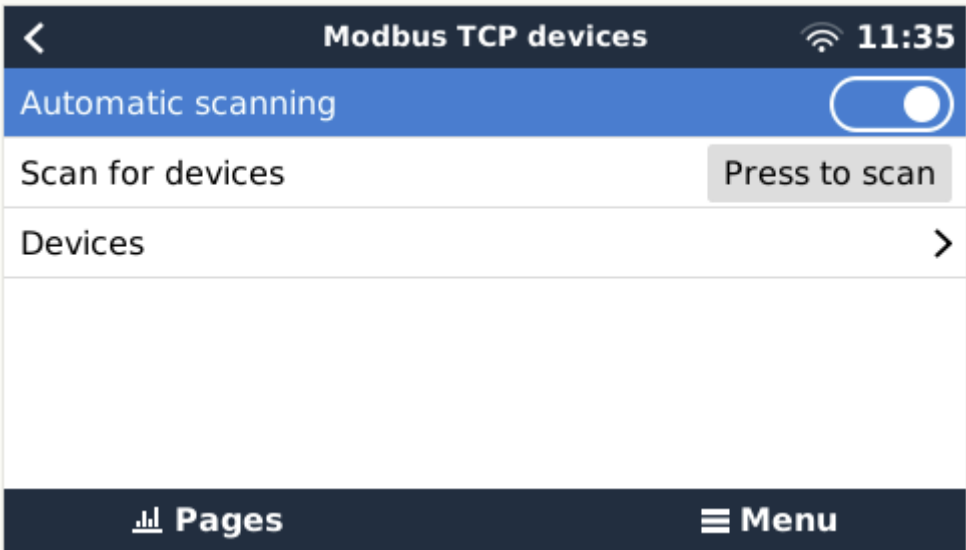 Modbus TCP devices 11:35
Automatic scanning
Scan for devices Press to scan
Devices
Pages Menu